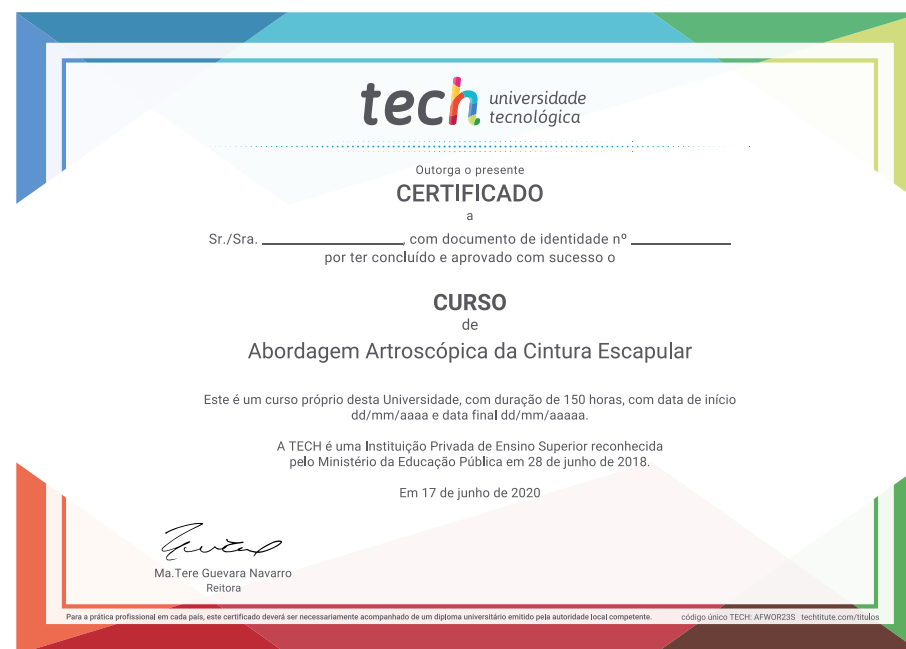 tech universidade
tecnológica
Outorga o presente
CERTIFICADO
a
Sr./Sra. ____________, com documento de identidade nº ____________
por ter concluído e aprovado com sucesso o
CURSO
de
Abordagem Artroscópica da Cintura Escapular
Este é um curso próprio desta Universidade, com duração de 150 horas, com data de início
dd/mm/aaaa e data final dd/mm/aaaaa.
A TECH é uma Instituição Privada de Ensino Superior reconhecida
pelo Ministério da Educação Pública em 28 de junho de 2018.
Em 17 de junho de 2020
Ma.Tere Guevara Navarro
Reitora
Para a prática profissional em cada país, este certificado deverá ser necessariamente acompanhado de um diploma universitário emitido pela autoridade local competente.
código único TECH: AFWOR23S techtitute.com/titulos